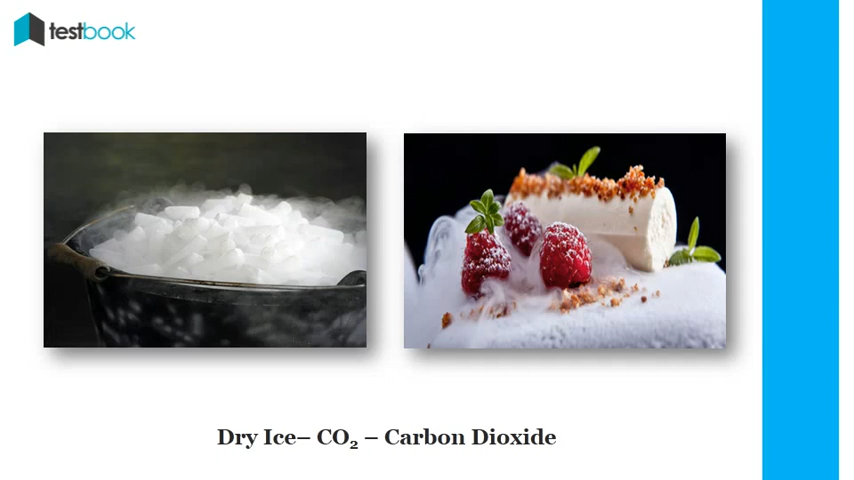 testbook
Dry Ice– CO₂ – Carbon Dioxide